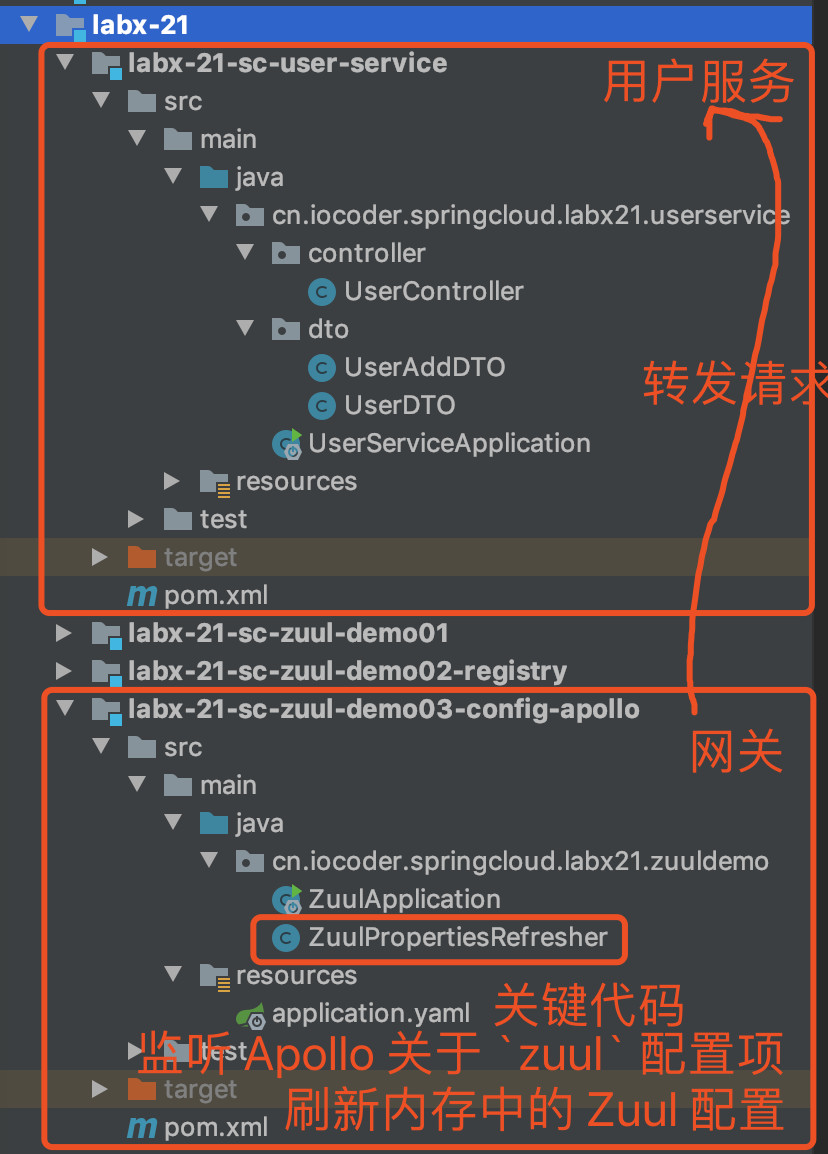 labx-21
labx-21-sc-user-service
用户服务
src
main
java
cn.iocoder.springcloud.labx21.userservice
controller
UserController
dto
UserAddDTO
转发请求
UserDTO
UserServiceApplication
resources
test
target
pom.xml
labx-21-sc-zuul-demo01
labx-21-sc-zuul-demo02-registry
labx-21-sc-zuul-demo03-config-apollo
src
网关
main
java
cn.iocoder.springcloud.labx21.zuuldemo
ZuulApplication
ZuulPropertiesRefresher
resources
application.yaml
关键代码
test
监听 Apollo 关于 `zuul` 配置项
target
刷新内存中的 Zuul 配置
pom.xml